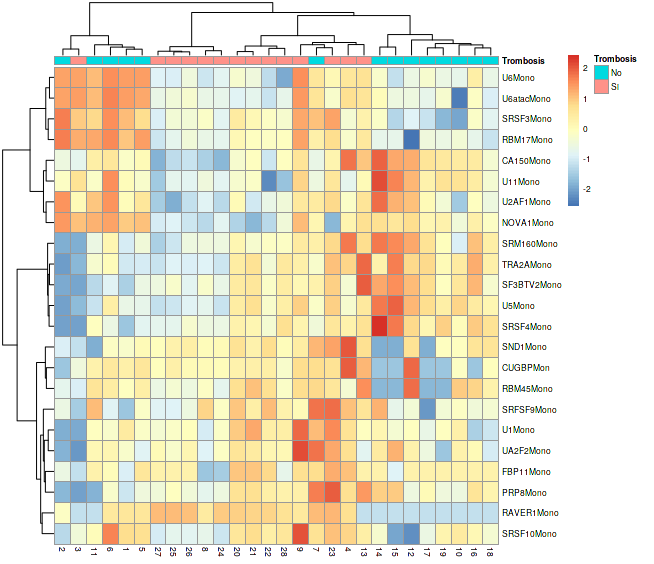 Trombosis
U6Mono
U6atacMono
SRSF3Mono
RBM17Mono
CA150Mono
U11Mono
U2AF1Mono
NOVA1Mono
SRM160Mono
TRA2AMono
SF3BTV2Mono
U5Mono
SRSF4Mono
SND1Mono
CUGBPMon
RBM45Mono
SRFSF9Mono
U1Mono
UA2F2Mono
FBP11Mono
PRP8Mono
RAVER1Mono
SRSF10Mono
2 3 11 6 1 5 27 25 26 8 24 20 21 22 28 9 7 23 4 13 14 15 12 17 19 10 16 18
2
1
0
-1
-2
Trombosis
No
SI